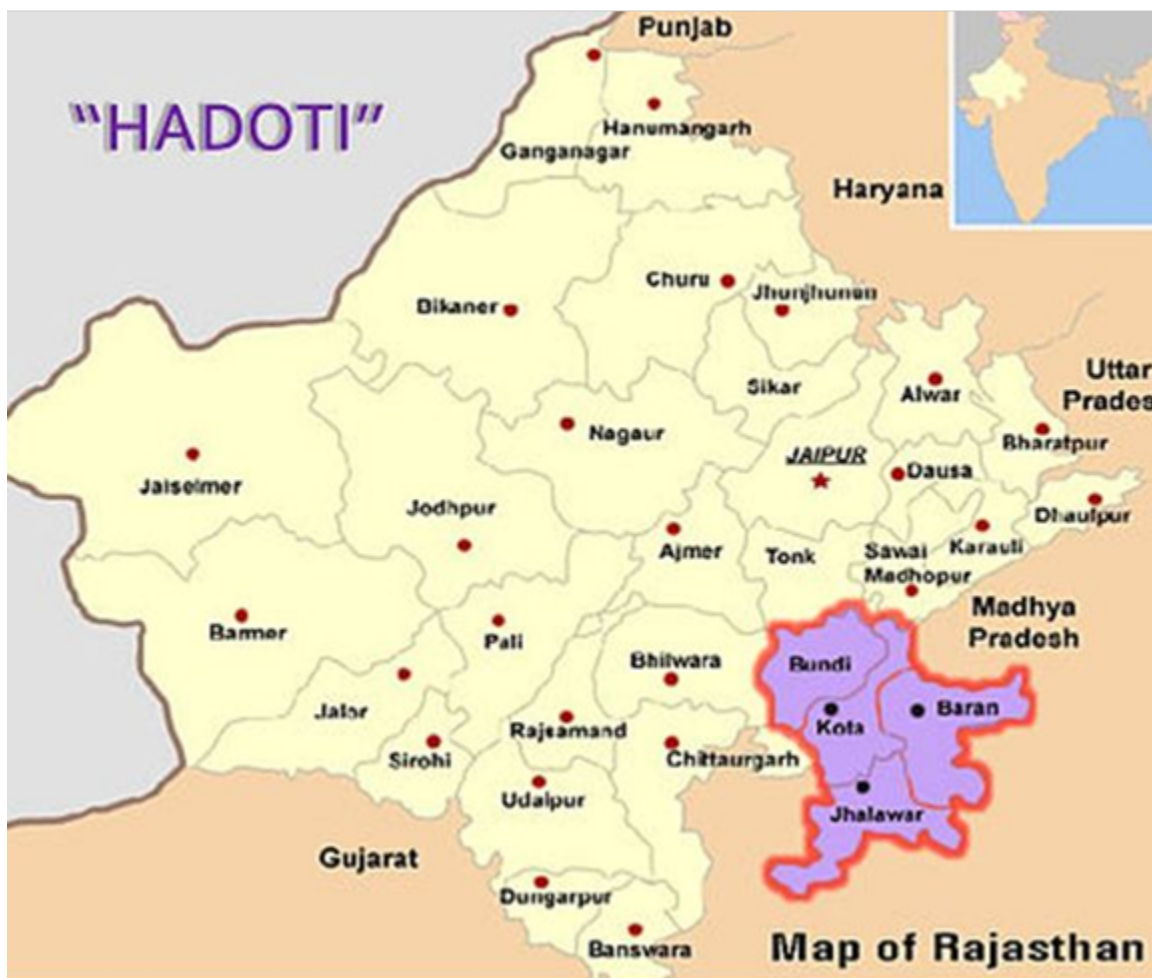 Punjab
“HADOTI”
Hanumangarh
Ganganagar
Haryana
Churu
Jhunjhunun
Bikaner
Uttar
Prades
Sikar
Alwar
Nagaur
Bharatpur
JAIPUR
Dausa
Jaiselmer
Jodhpur
Dhaulpur
Ajmer
Tonk
Sawai
Madhopur
Karauli
Madhya
Pradesh
Barmer
Pali
Bhilwara
Bundi
Jalor
Baran
Kota
Rajsamand
Sirohi
Chittaurgarh
Udaipur
Jhalawar
Gujarat
Dungarpur
Banswara
Map of Rajasthan